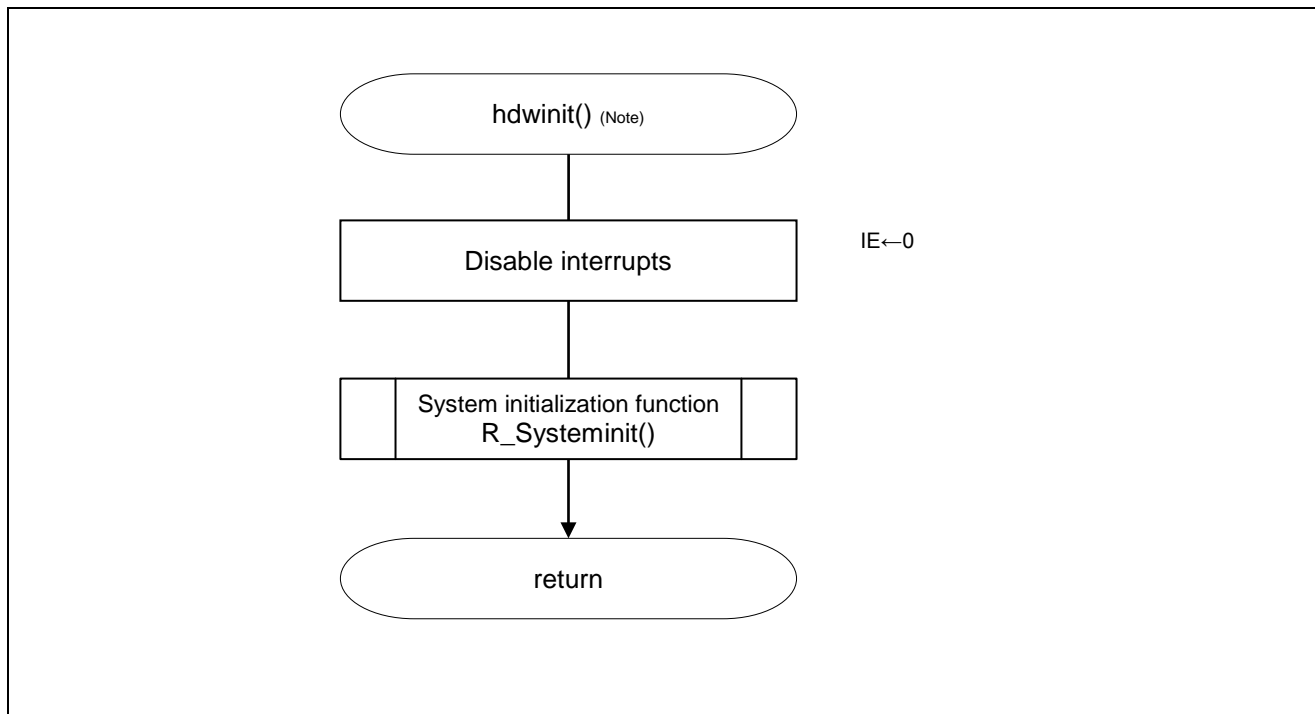 hdwinit() (Note)
Disable interrupts
IE←0
System initialization function
R_Systeminit()
return